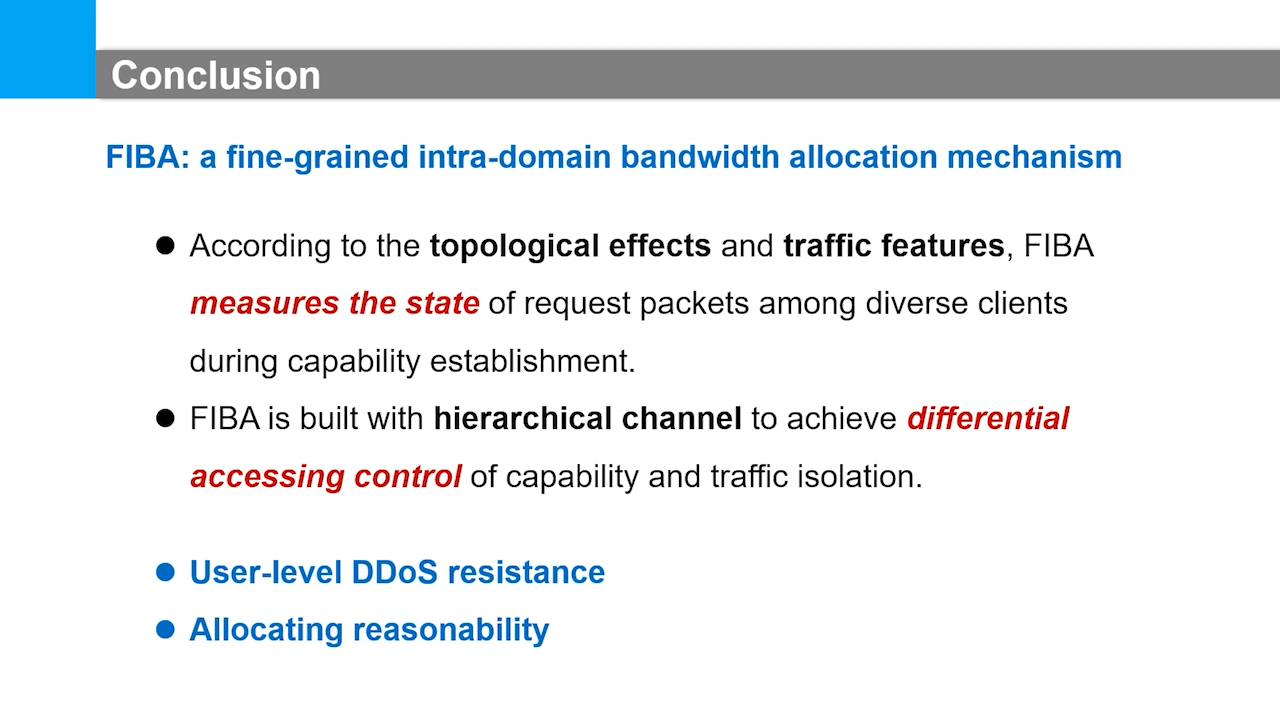 Conclusion
FIBA: a fine-grained intra-domain bandwidth allocation mechanism
● According to the topological effects and traffic features, FIBA
measures the state of request packets among diverse clients
during capability establishment.
● FIBA is built with hierarchical channel to achieve differential
accessing control of capability and traffic isolation.
● User-level DDoS resistance
● Allocating reasonability